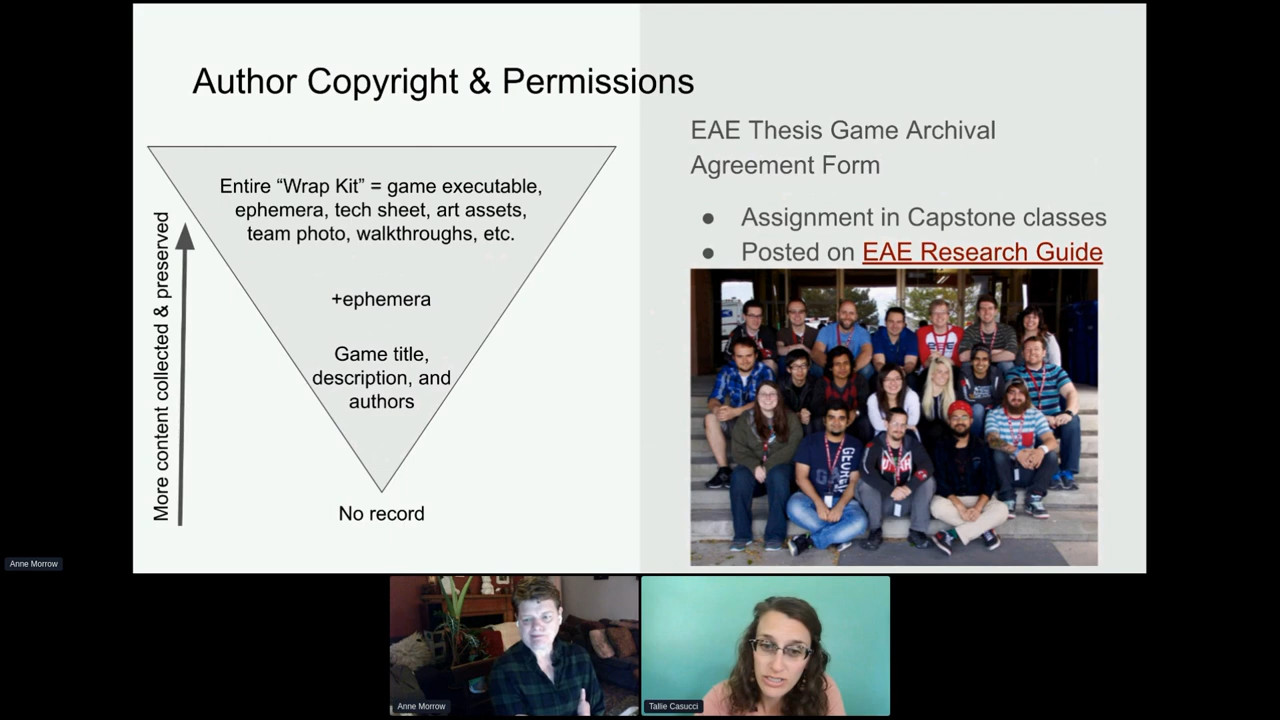 Author Copyright & Permissions
Entire “Wrap Kit” = game executable,
ephemera, tech sheet, art assets,
team photo, walkthroughs, etc.
+ephemera
Game title,
description, and
authors
No record
More content collected & preserved
EAE Thesis Game Archival
Agreement Form
● Assignment in Capstone classes
● Posted on EAE Research Guide
Anne Morrow
Anne Morrow
Tallie Casucci